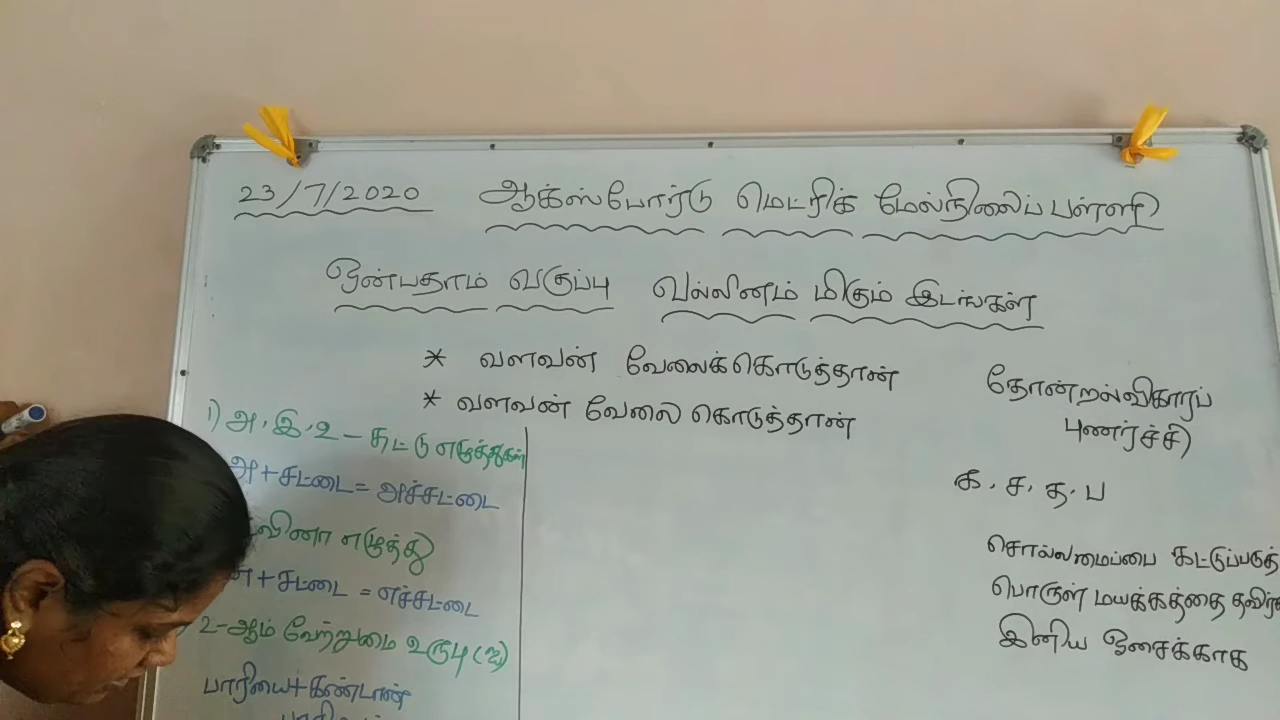 23/7/2020 ஆக்ஸ்போர்டு மெட்ரிக் மேல்நிலைப் பள்ளி
ஒன்பதாம் வகுப்பு வல்லினம் மிகும் இடங்கள்
* வளவன் வேலைக்கொடுத்தான்
* வளவன் வேலை கொடுத்தான்
1) அ, இ, உ - சுட்டு எழுத்துகள்
அ + சட்டை = அச்சட்டை
வினா எழுத்து
எ + சட்டை = எச்சட்டை
2-ஆம் வேற்றுமை உருபு (ஐ)
பாரியை + கண்டான்
தோன்றல்விகாரப்
புணர்ச்சி
க, ச, த, ப
சொல்லமைப்பை கட்டுப்படுத்
பொருள் மயக்கத்தை தவிர்க
இனிய ஓசைக்காக